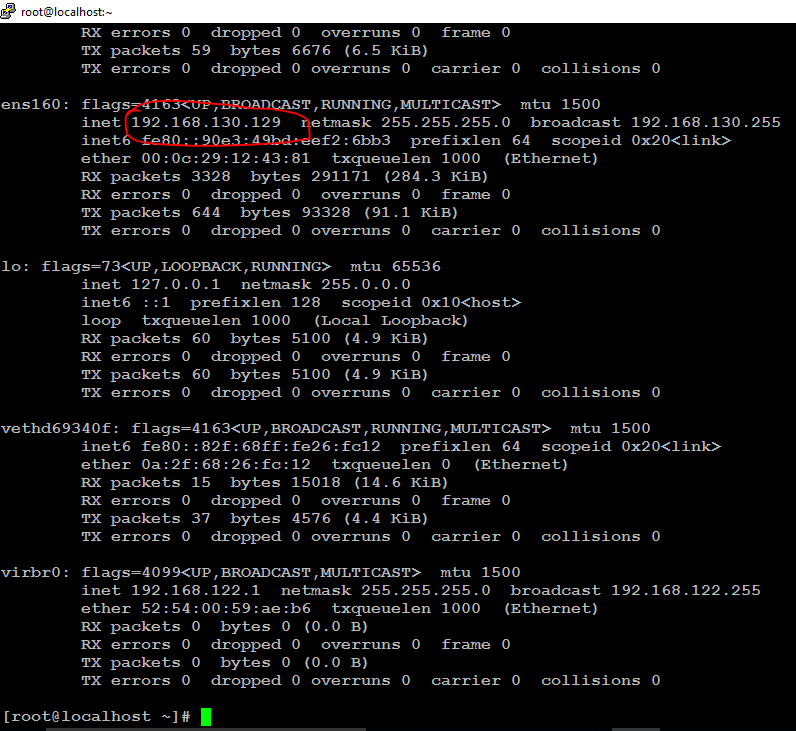 root@localhost:~
RX errors 0  dropped 0  overruns 0  frame 0
TX packets 59  bytes 6676 (6.5 KiB)
TX errors 0  dropped 0 overruns 0  carrier 0  collisions 0
ens160: flags=4163<UP,BROADCAST,RUNNING,MULTICAST>  mtu 1500
inet 192.168.130.129  netmask 255.255.255.0  broadcast 192.168.130.255
inet6 fe80::90e3:49bd:eef2:6bb3  prefixlen 64  scopeid 0x20<link>
ether 00:0c:29:12:43:81  txqueuelen 1000  (Ethernet)
RX packets 3328  bytes 291171 (284.3 KiB)
RX errors 0  dropped 0  overruns 0  frame 0
TX packets 644  bytes 93328 (91.1 KiB)
TX errors 0  dropped 0 overruns 0  carrier 0  collisions 0
lo: flags=73<UP,LOOPBACK,RUNNING>  mtu 65536
inet 127.0.0.1  netmask 255.0.0.0
inet6 ::1  prefixlen 128  scopeid 0x10<host>
loop  txqueuelen 1000  (Local Loopback)
RX packets 60  bytes 5100 (4.9 KiB)
RX errors 0  dropped 0  overruns 0  frame 0
TX packets 60  bytes 5100 (4.9 KiB)
TX errors 0  dropped 0 overruns 0  carrier 0  collisions 0
vethd69340f: flags=4163<UP,BROADCAST,RUNNING,MULTICAST>  mtu 1500
inet6 fe80::82f:68ff:fe26:fc12  prefixlen 64  scopeid 0x20<link>
ether 0a:2f:68:26:fc:12  txqueuelen 0  (Ethernet)
RX packets 15  bytes 15018 (14.6 KiB)
RX errors 0  dropped 0  overruns 0  frame 0
TX packets 37  bytes 4576 (4.4 KiB)
TX errors 0  dropped 0 overruns 0  carrier 0  collisions 0
virbr0: flags=4099<UP,BROADCAST,MULTICAST>  mtu 1500
inet 192.168.122.1  netmask 255.255.255.0  broadcast 192.168.122.255
ether 52:54:00:59:ae:b6  txqueuelen 1000  (Ethernet)
RX packets 0  bytes 0 (0.0 B)
RX errors 0  dropped 0  overruns 0  frame 0
TX packets 0  bytes 0 (0.0 B)
TX errors 0  dropped 0 overruns 0  carrier 0  collisions 0
[root@localhost ~]#